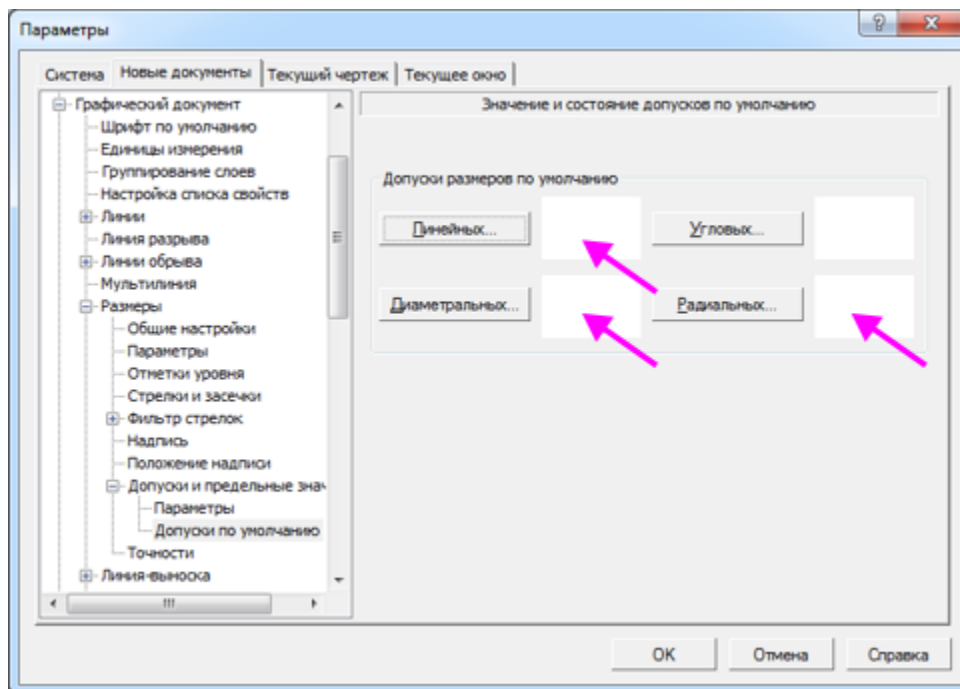 Параметры
Система Новые документы Текущий чертеж Текущее окно
Графический документ
Шрифт по умолчанию
Единицы измерения
Группирование слоев
Настройка списка свойств
Линии
Линия разрыва
Линии обрыва
Мультилиния
Размеры
Общие настройки
Параметры
Отметки уровня
Стрелки и засечки
Фильтр стрелок
Надпись
Положение надписи
Допуски и предельные знач
Параметры
Допуски по умолчанию
Точности
Линия-выноска
Значение и состояние допусков по умолчанию
Допуски размеров по умолчанию
Линейных... Угловых...
Диаметральных... Радиальных...
OK Отмена Справка